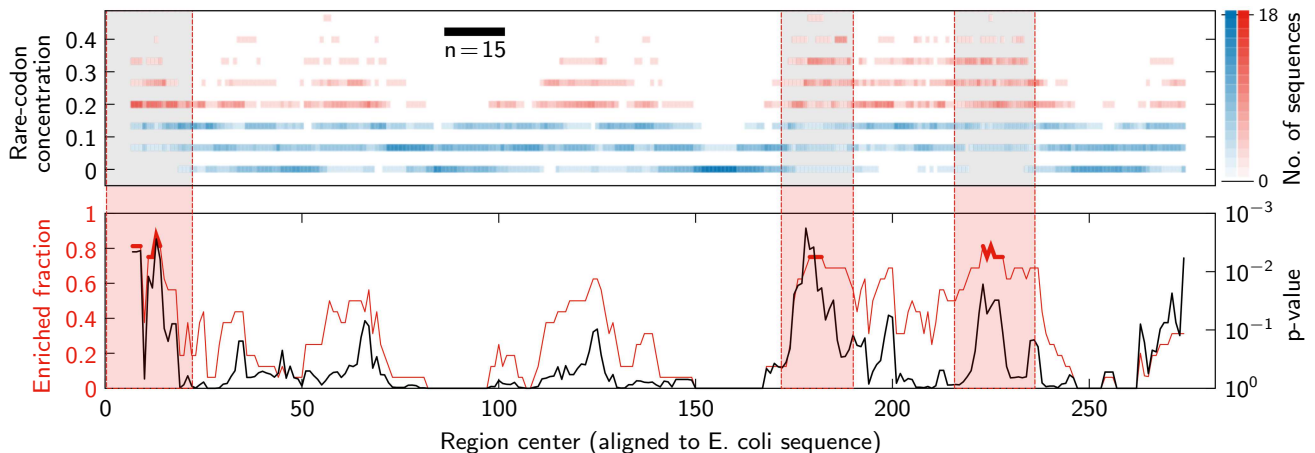 Rare-codon
concentration
0.4
0.3
0.2
0.1
0
n = 15
18
0
No. of sequences
Enriched fraction
1
0.8
0.6
0.4
0.2
0
10⁻³
10⁻²
10⁻¹
10⁰
p-value
0 50 100 150 200 250
Region center (aligned to E. coli sequence)